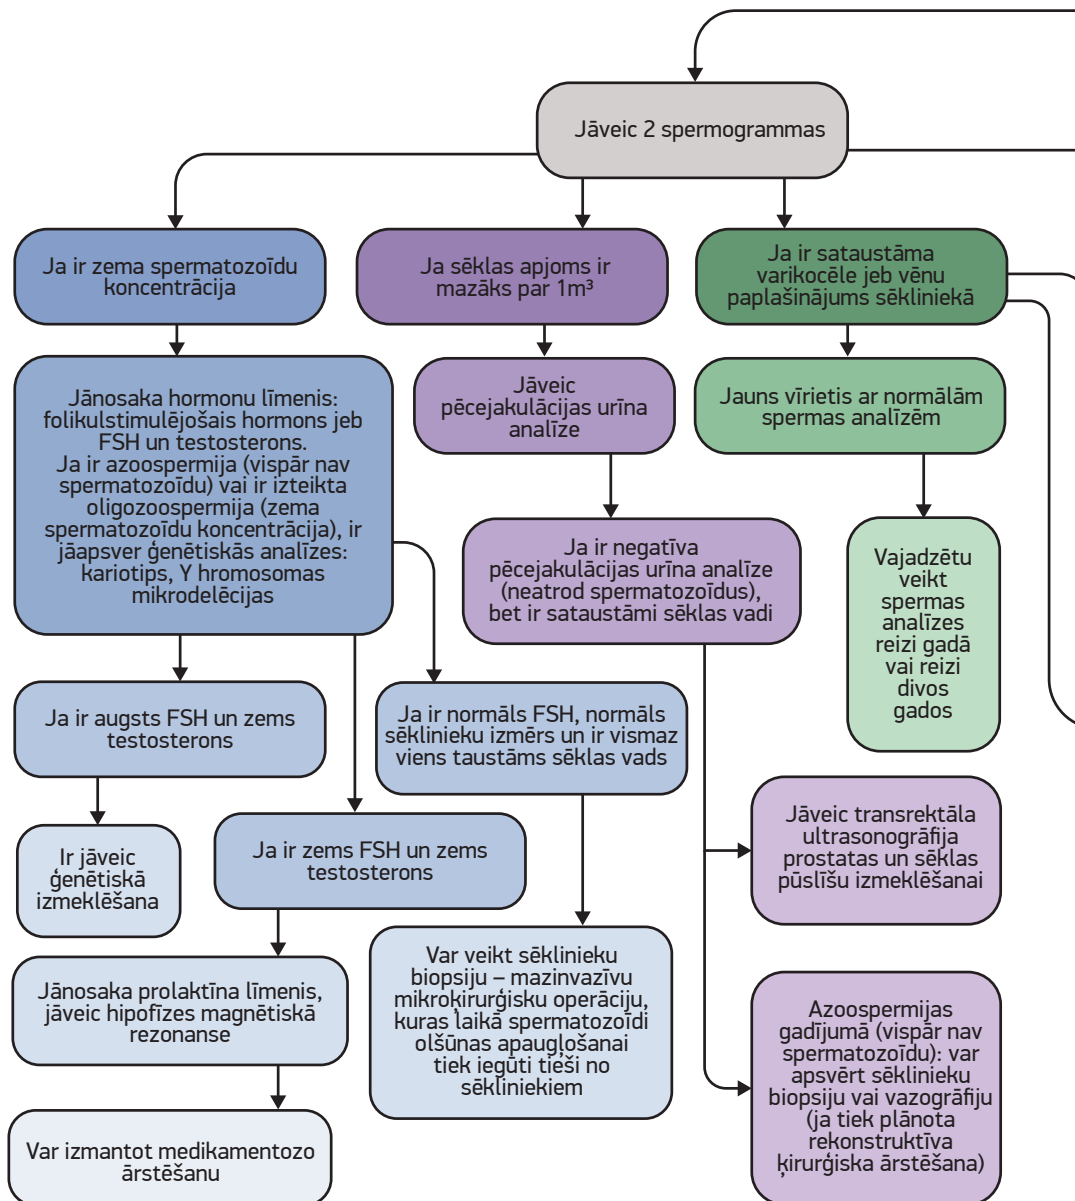 Jāveic 2 spermogrammas
Ja ir zema spermatozoīdu
koncentrācija
Ja sēklas apjoms ir
mazāks par 1m³
Ja ir sataustāma
varikocēle jeb vēnu
paplašinājums sēkliniekā
Jānosaka hormonu līmenis:
folikulstimulējošais hormons jeb
FSH un testosterons.
Ja ir azoospermija (vispār nav
spermatozoīdu) vai ir izteikta
oligozoospermija (zema
spermatozoīdu koncentrācija), ir
jāapsver ģenētiskās analīzes:
kariotips, Y hromosomas
mikrodelēcijas
Jāveic
pēcejakulācijas urīna
analīze
Jauns vīrietis ar normālām
spermas analīzēm
Ja ir negatīva
pēcejakulācijas urīna analīze
(neatrod spermatozoīdus),
bet ir sataustāmi sēklas vadi
Vajadzētu
veikt
spermas
analīzes
reizi gadā
vai reizi
divos
gados
Ja ir augsts FSH un zems
testosterons
Ja ir normāls FSH, normāls
sēklinieku izmērs un ir vismaz
viens taustāms sēklas vads
Ir jāveic
ģenētiskā
izmeklēšana
Ja ir zems FSH un zems
testosterons
Jāveic transrektāla
ultrasonogrāfija
prostatas un sēklas
pūslīšu izmeklēšanai
Jānosaka prolaktīna līmenis,
jāveic hipofīzes magnētiskā
rezonanse
Var veikt sēklinieku
biopsiju – mazinvazīvu
mikroķirurģisku operāciju,
kuras laikā spermatozoīdi
olšūnas apaugļošanai
tiek iegūti tieši no
sēkliniekiem
Azoospermijas
gadījumā (vispār nav
spermatozoīdu): var
apsvērt sēklinieku
biopsiju vai vazogrāfiju
(ja tiek plānota
rekonstruktīva
ķirurģiska ārstēšana)
Var izmantot medikamentozo
ārstēšanu